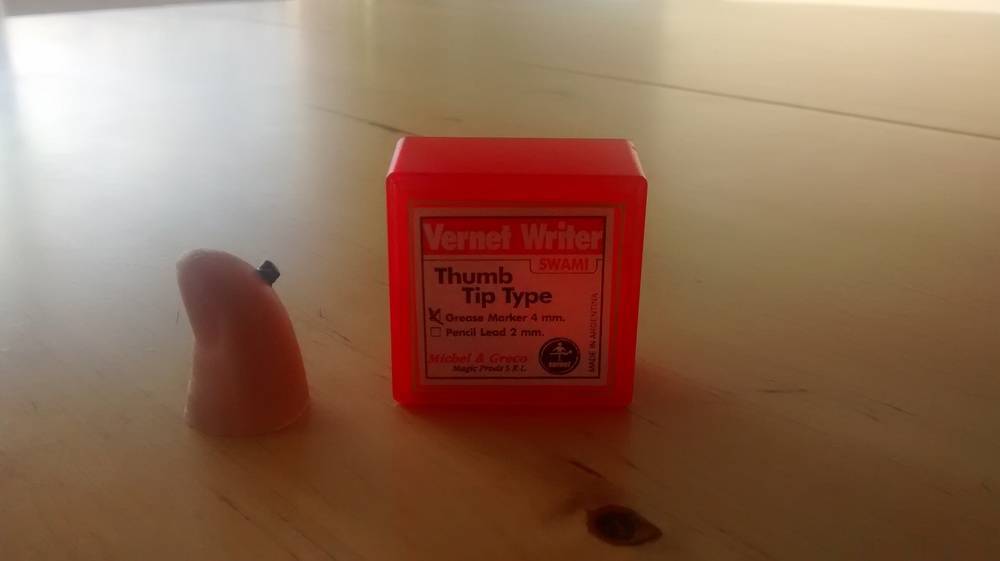 Vernet Writer
SWAMI
Thumb
Tip Type
Grease Marker 4 mm.
Pencil Lead 2 mm.
Michel & Greco
Magic Prods S.R.L.
MADE IN ARGENTINA